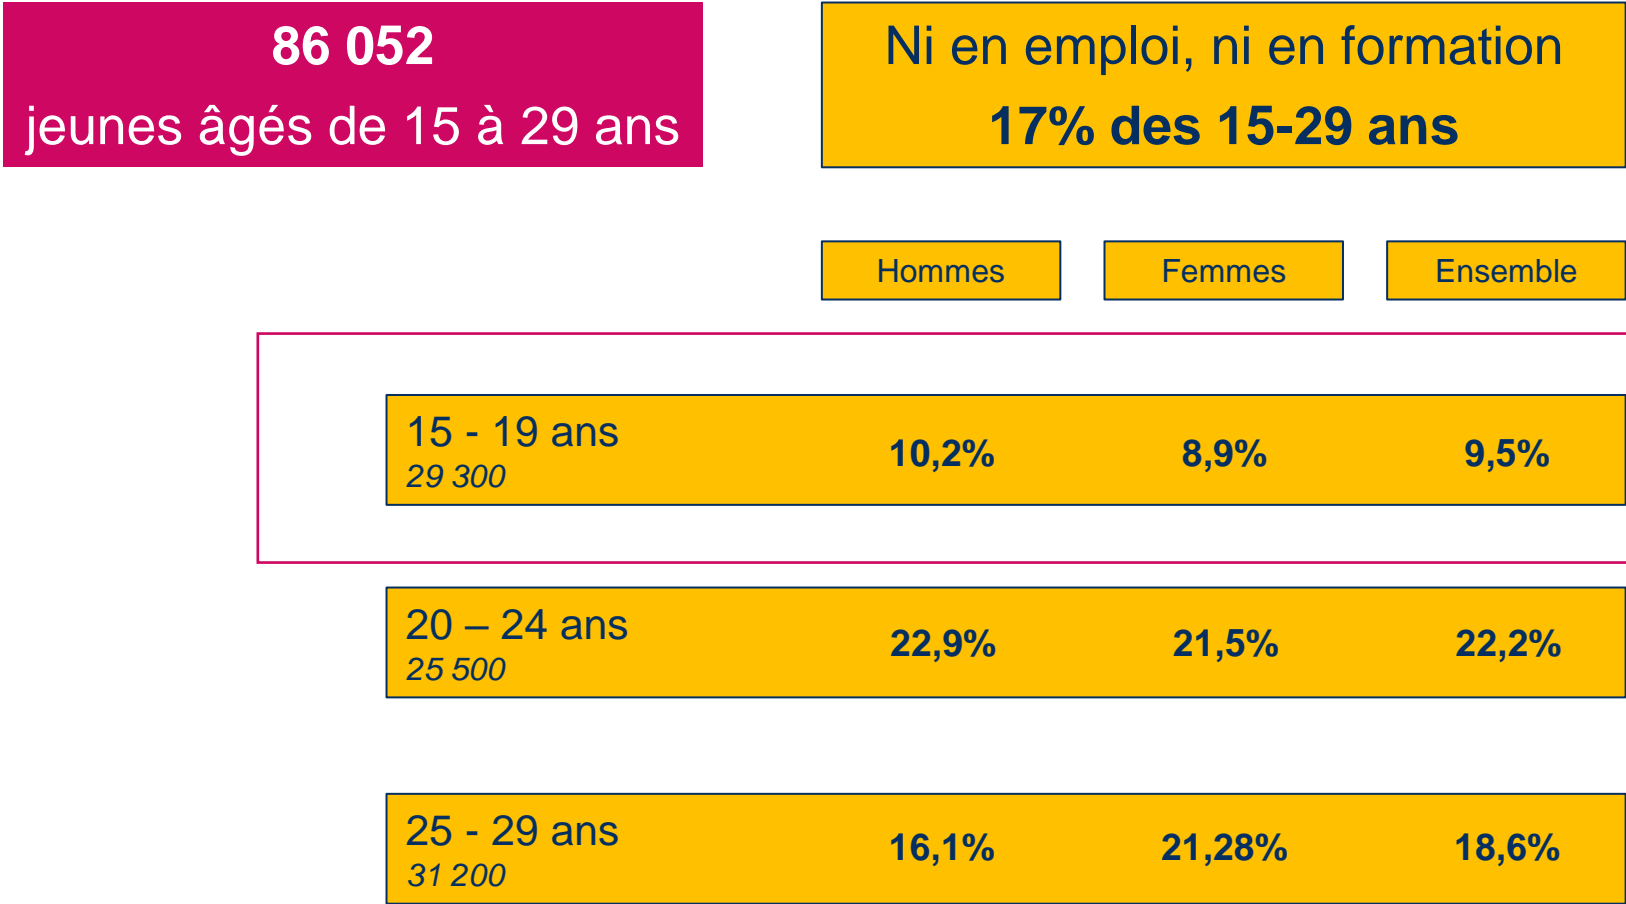 86 052
jeunes âgés de 15 à 29 ans
Ni en emploi, ni en formation
17% des 15-29 ans
Hommes Femmes Ensemble
15 - 19 ans
29 300
10,2% 8,9% 9,5%
20 – 24 ans
25 500
22,9% 21,5% 22,2%
25 - 29 ans
31 200
16,1% 21,28% 18,6%